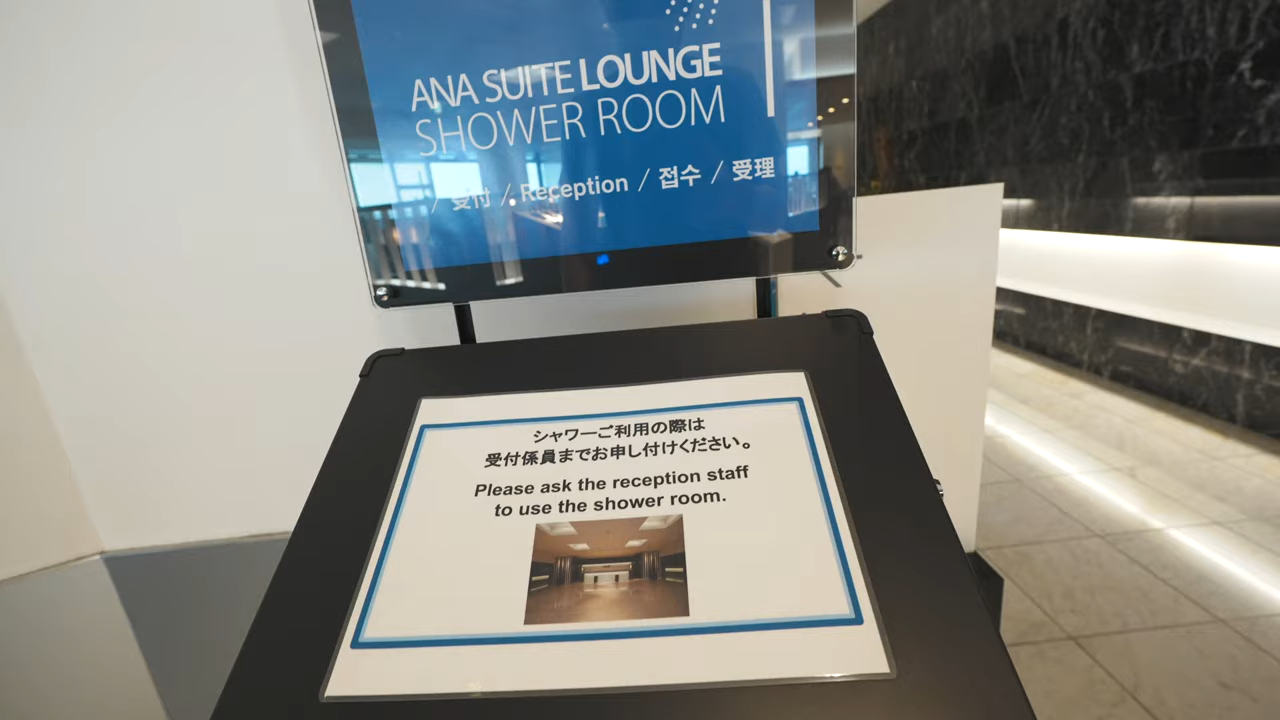 ANA SUITE LOUNGE
SHOWER ROOM
/ 受付 / Reception / 접수 / 受理
シャワーご利用の際は
受付係員までお申し付けください。
Please ask the reception staff
to use the shower room.